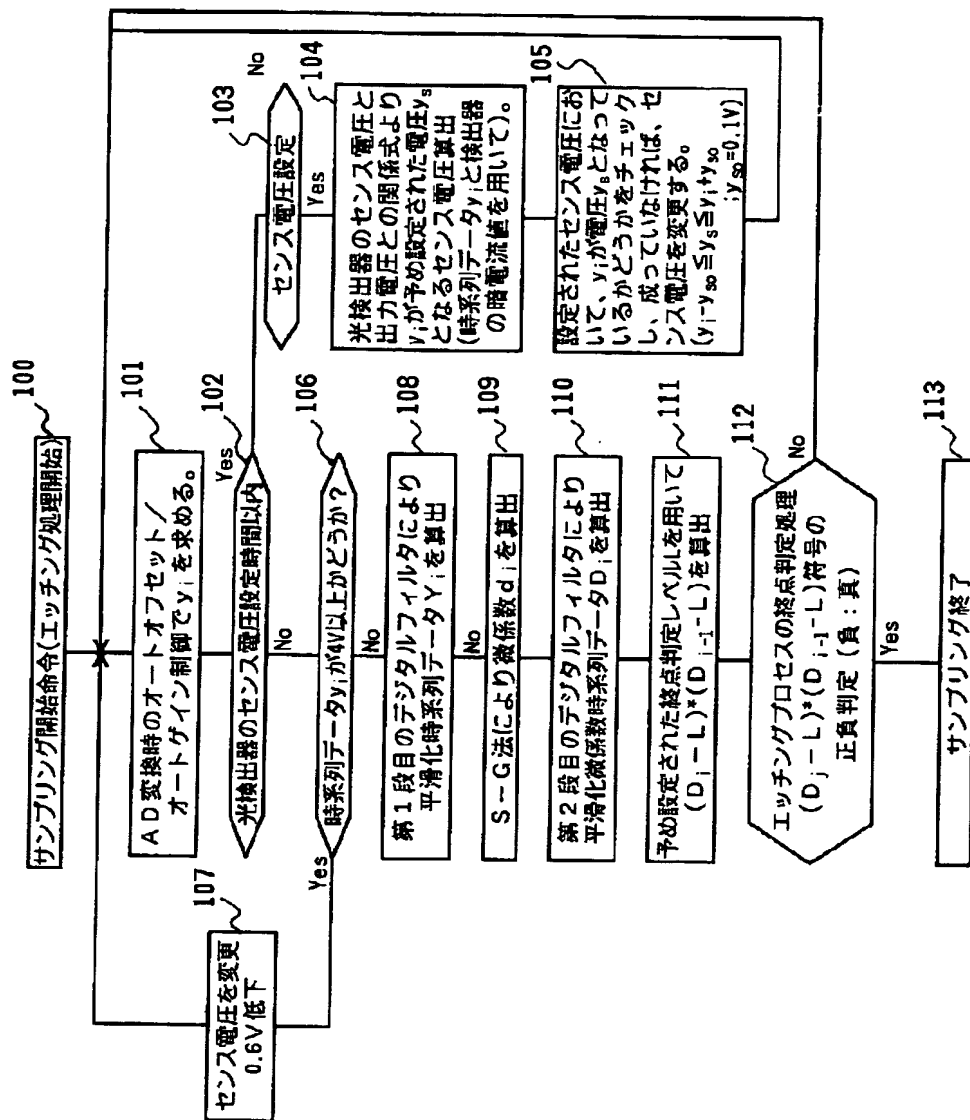 100
サンプリング開始命令(エッチング処理開始)
101
AD変換時のオートオフセット／
オートゲイン制御でyiを求める。
102
光検出器のセンス電圧設定時間以内
Yes
No
103
センス電圧設定
No
Yes
104
光検出器のセンス電圧と
出力電圧との関係式より
yiが予め設定された電圧ys
となるセンス電圧算出
(時系列データyiと検出器
の暗電流値を用いて)。
105
設定されたセンス電圧にお
いて、yiが電圧ysとなって
いるかどうかをチェック
し、成っていなければ、セ
ンス電圧を変更する。
(yi-yso≦yS≦yi+yso
;yso=0.1V)
106
時系列データyiが4V以上かどうか?
Yes
No
107
センス電圧を変更
0.6V低下
108
第1段目のデジタルフィルタにより
平滑化時系列データYiを算出
No
109
S－G法により微係数diを算出
110
第2段目のデジタルフィルタにより
平滑化微係数時系列データDiを算出
111
予め設定された終点判定レベルLを用いて
(Di－L)*(Di-1－L)を算出
112
エッチングプロセスの終点判定処理
(Di－L)*(Di-1－L)符号の
正負判定(負:真)
No
Yes
113
サンプリング終了